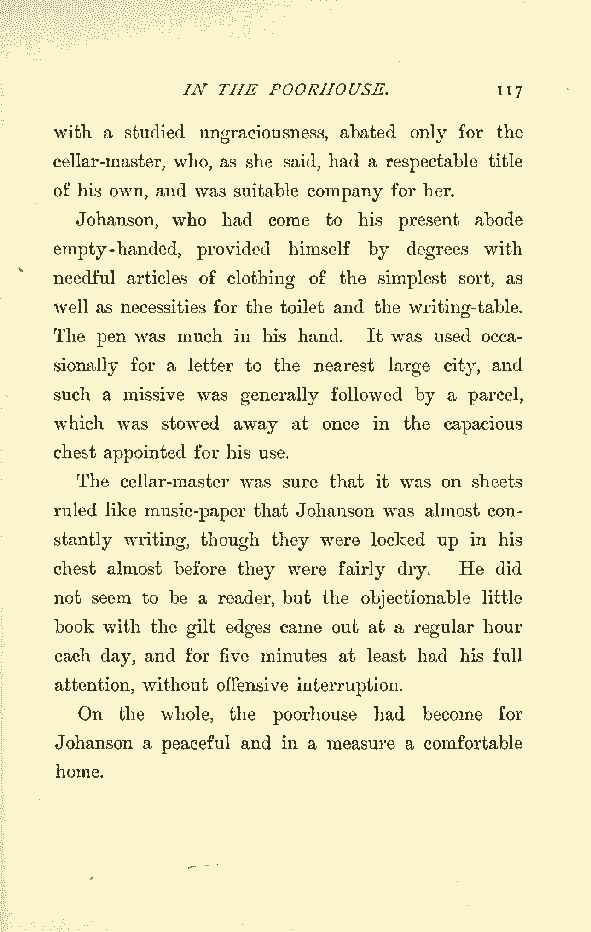 IN THE POORHOUSE. 117
with a studied ungraciousness, abated only for the
cellar-master, who, as she said, had a respectable title
of his own, and was suitable company for her.
Johanson, who had come to his present abode
empty-handed, provided himself by degrees with
needful articles of clothing of the simplest sort, as
well as necessities for the toilet and the writing-table.
The pen was much in his hand. It was used occa-
sionally for a letter to the nearest large city, and
such a missive was generally followed by a parcel,
which was stowed away at once in the capacious
chest appointed for his use.
The cellar-master was sure that it was on sheets
ruled like music-paper that Johanson was almost con-
stantly writing, though they were locked up in his
chest almost before they were fairly dry. He did
not seem to be a reader, but the objectionable little
book with the gilt edges came out at a regular hour
each day, and for five minutes at least had his full
attention, without offensive interruption.
On the whole, the poorhouse had become for
Johanson a peaceful and in a measure a comfortable
home.